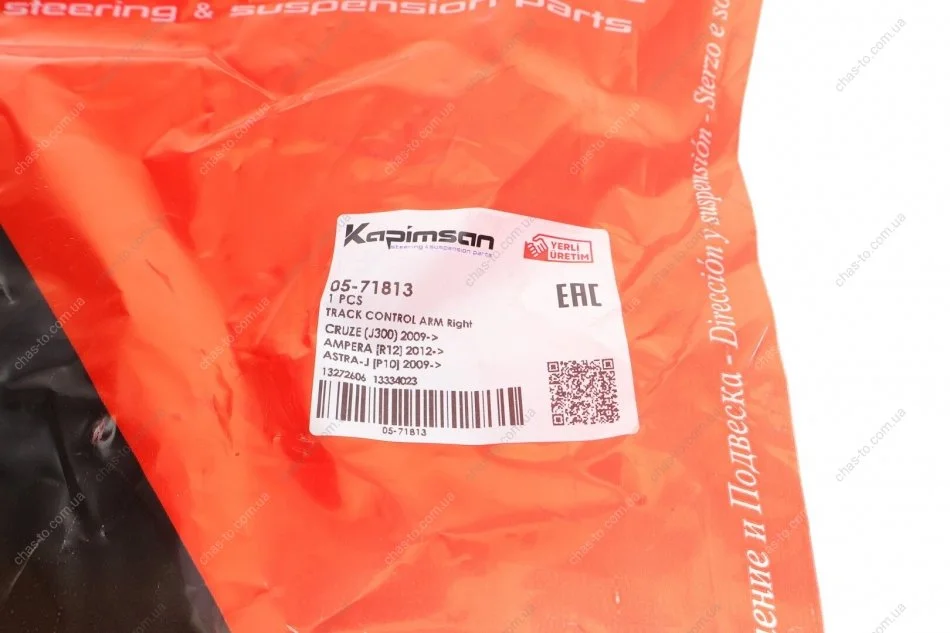 steering & suspension parts
Kapimsan
steering & suspension parts
YERLİ
ÜRETİM
05-71813
1 PCS
EAC
TRACK CONTROL ARM Right
CRUZE (J300) 2009->
AMPERA [R12] 2012->
ASTRA-J [P10] 2009->
13272606 13334023
05-71813
ение и Подвеска - Dirección y suspensión - Sterzo e so
chas-to.com.ua